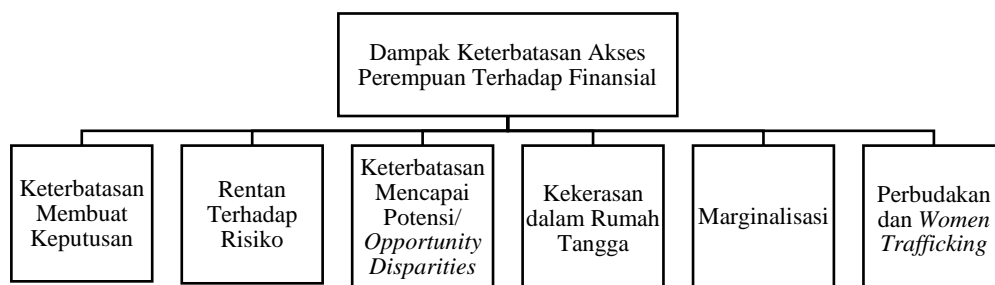 Dampak Keterbatasan Akses
Perempuan Terhadap Finansial
Keterbatasan
Membuat
Keputusan
Rentan
Terhadap
Risiko
Keterbatasan
Mencapai
Potensi/
Opportunity
Disparities
Kekerasan
dalam Rumah
Tangga
Marginalisasi
Perbudakan
dan Women
Trafficking